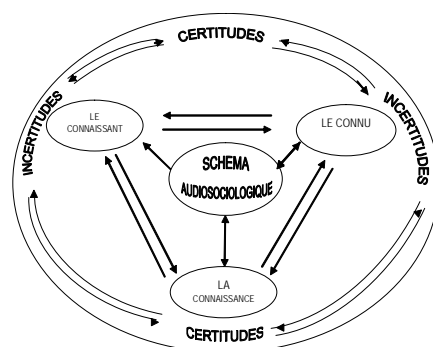 CERTITUDES
INCERTITUDES
INCERTITUDES
LE
CONNAISSANT
LE CONNU
SCHEMA
AUDIOSOCIOLOGIQUE
LA
CONNAISSANCE
CERTITUDES